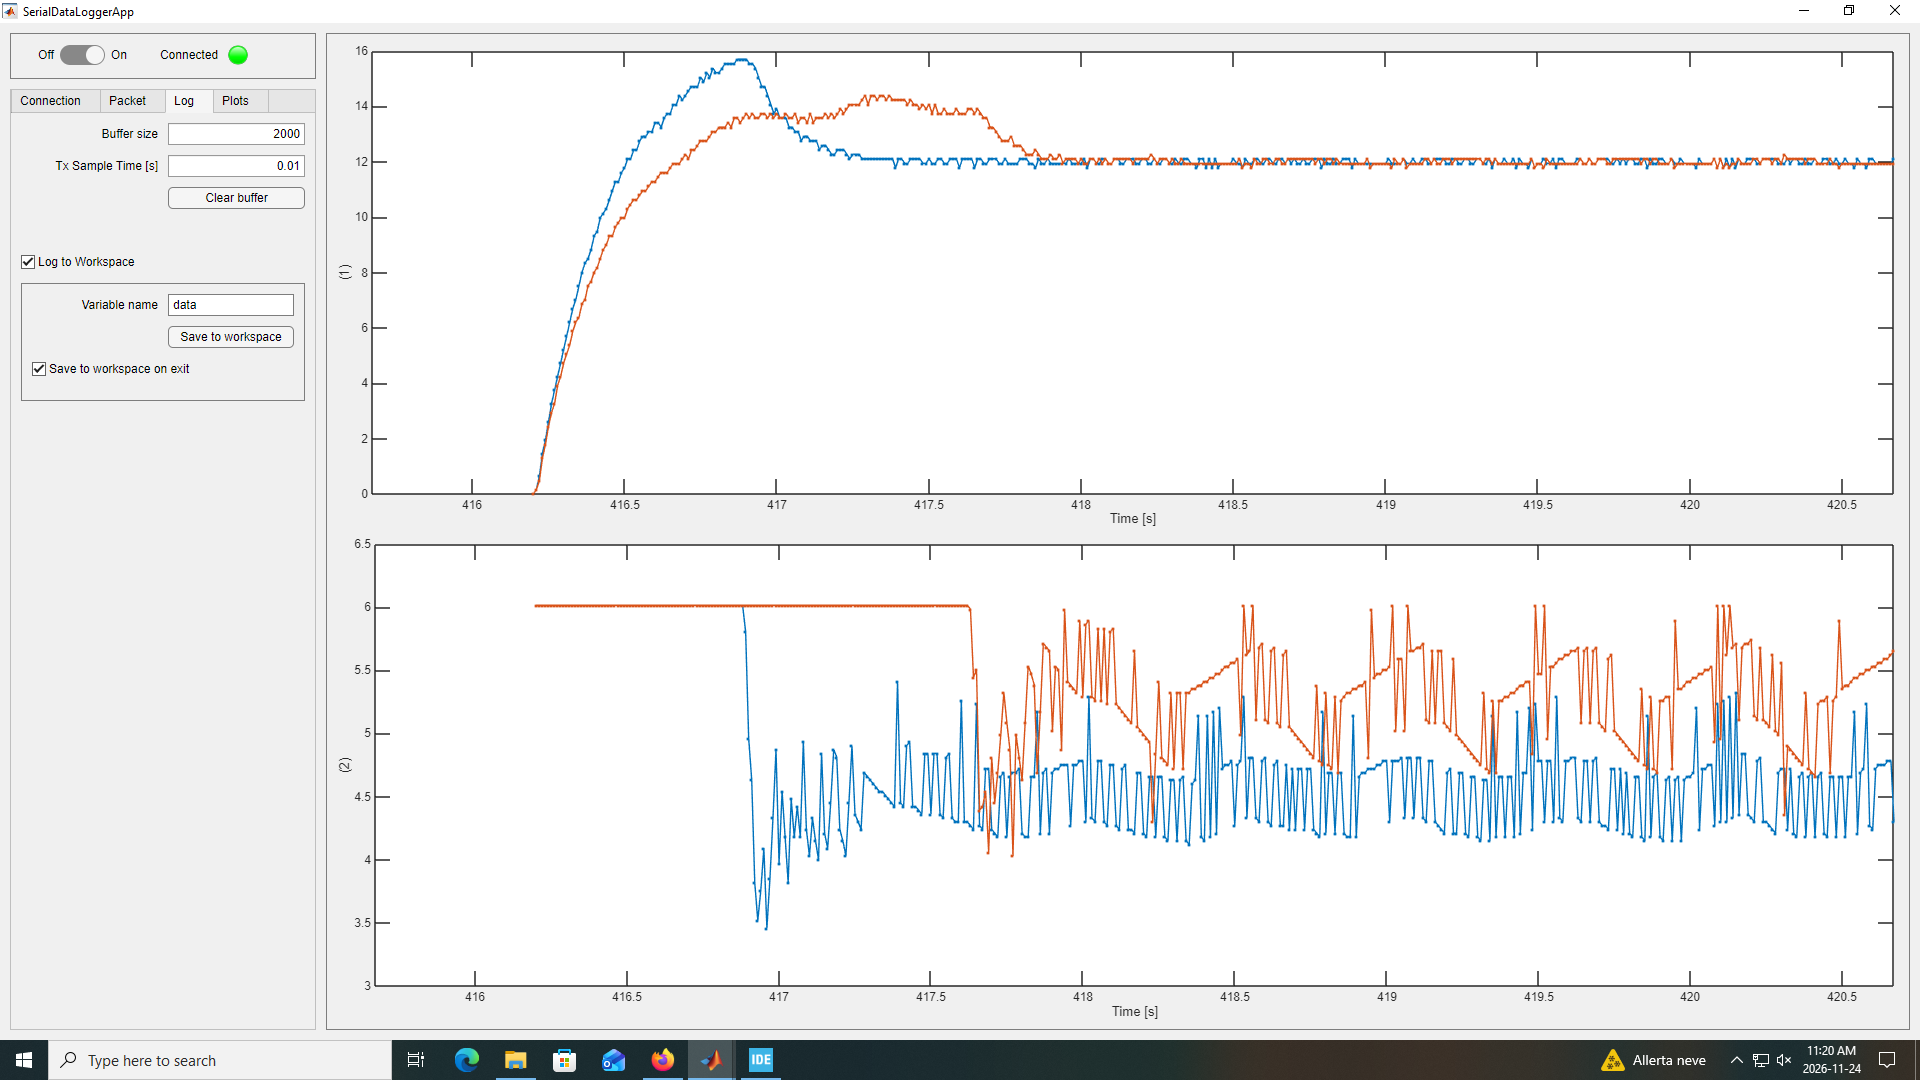 SerialDataLoggerApp
Off On Connected
Connection Packet Log Plots
Buffer size 2000
Tx Sample Time [s] 0.01
Clear buffer
Log to Workspace
Variable name data
Save to workspace
Save to workspace on exit
16
14
12
10
8
6
4
2
0
(1)
416 416.5 417 417.5 418 418.5 419 419.5 420 420.5
Time [s]
6.5
6
5.5
5
4.5
4
3.5
3
(2)
416 416.5 417 417.5 418 418.5 419 419.5 420 420.5
Time [s]
Type here to search
IDE
Allerta neve
11:20 AM
2026-11-24